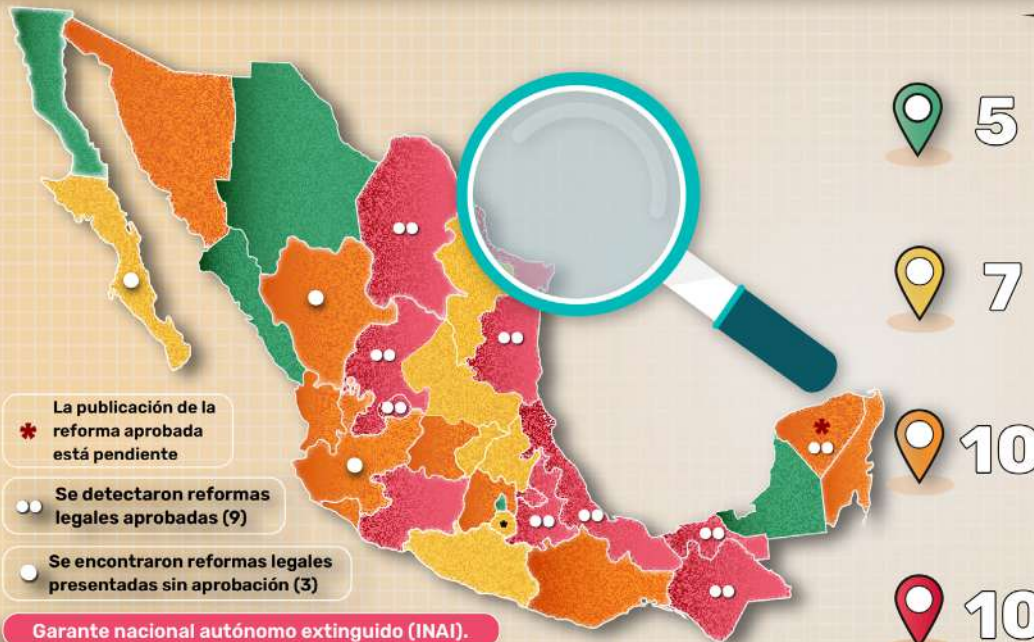 5
7
10
10
* La publicación de la
reforma aprobada
está pendiente
Se detectaron reformas
legales aprobadas (9)
Se encontraron reformas legales
presentadas sin aprobación (3)
Garante nacional autónomo extinguido (INAI).